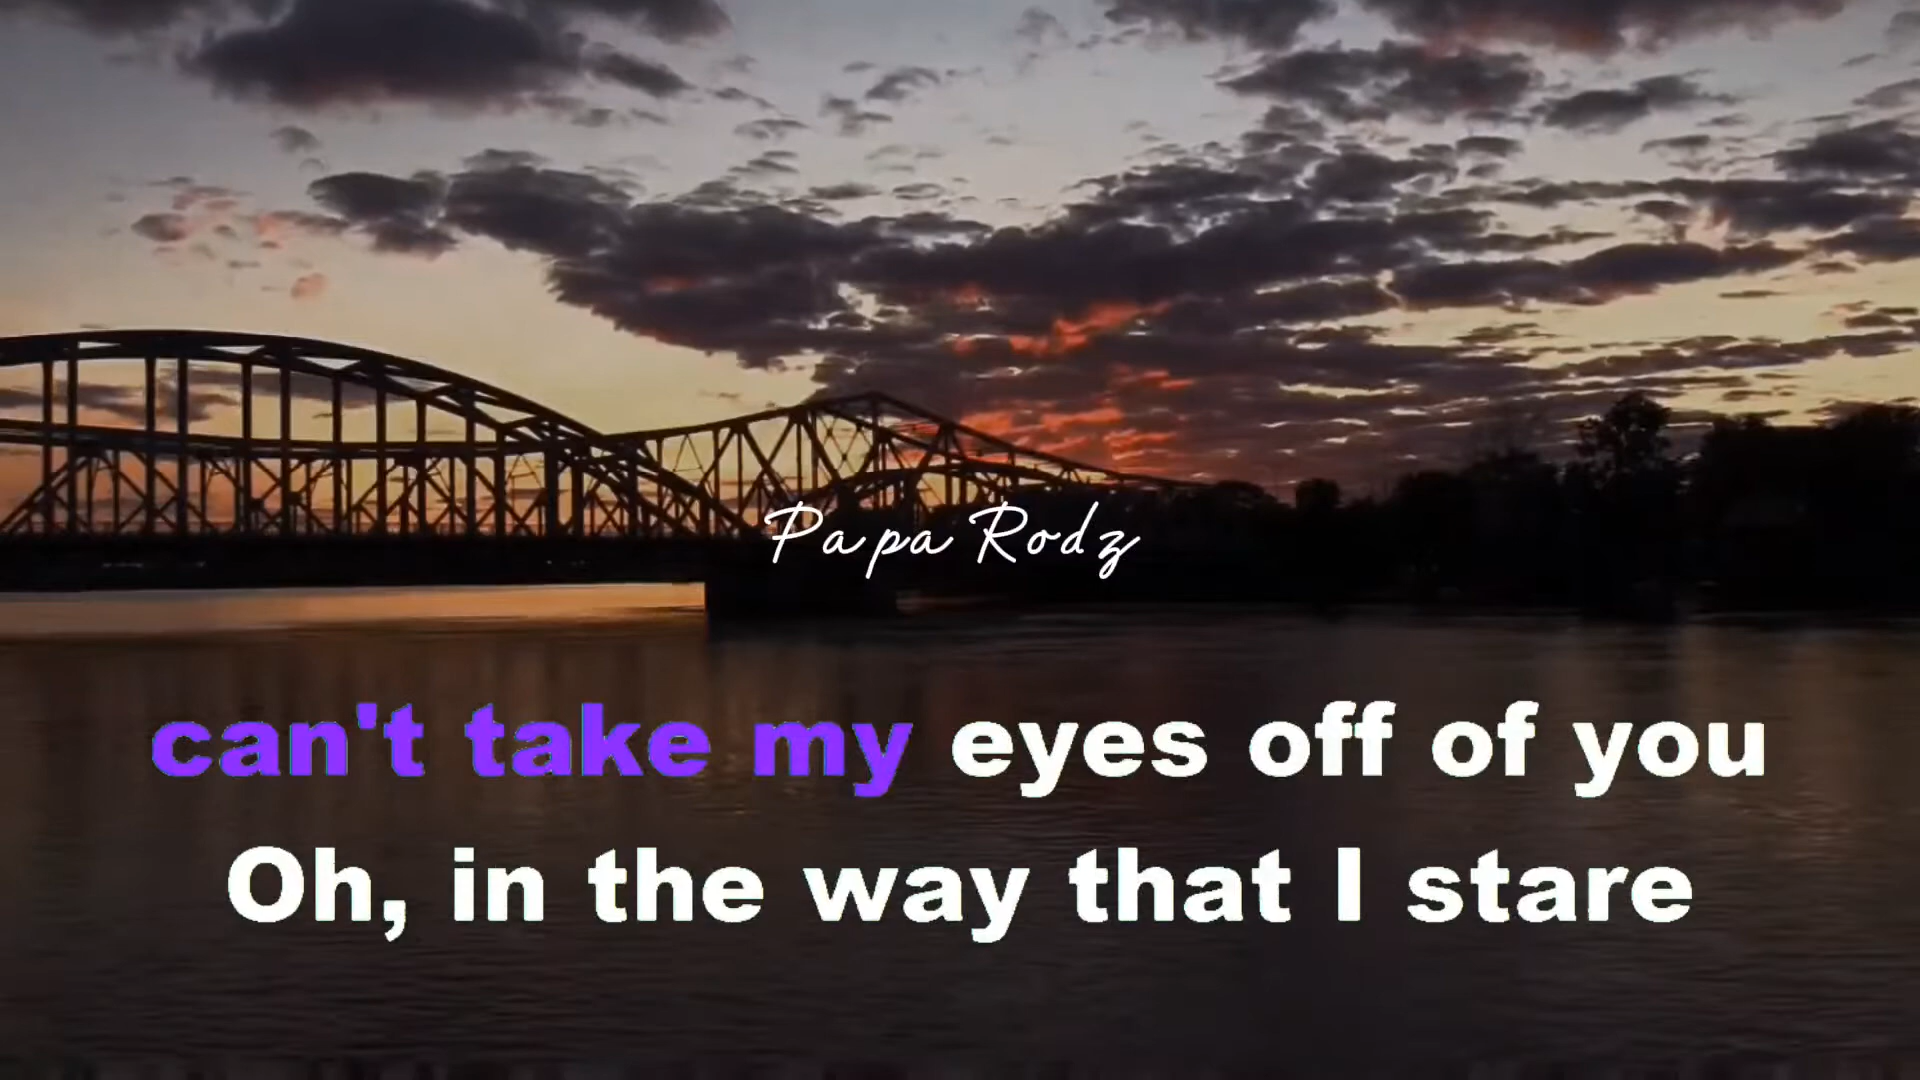 Papa Rodz
can't take my eyes off of you
Oh, in the way that I stare